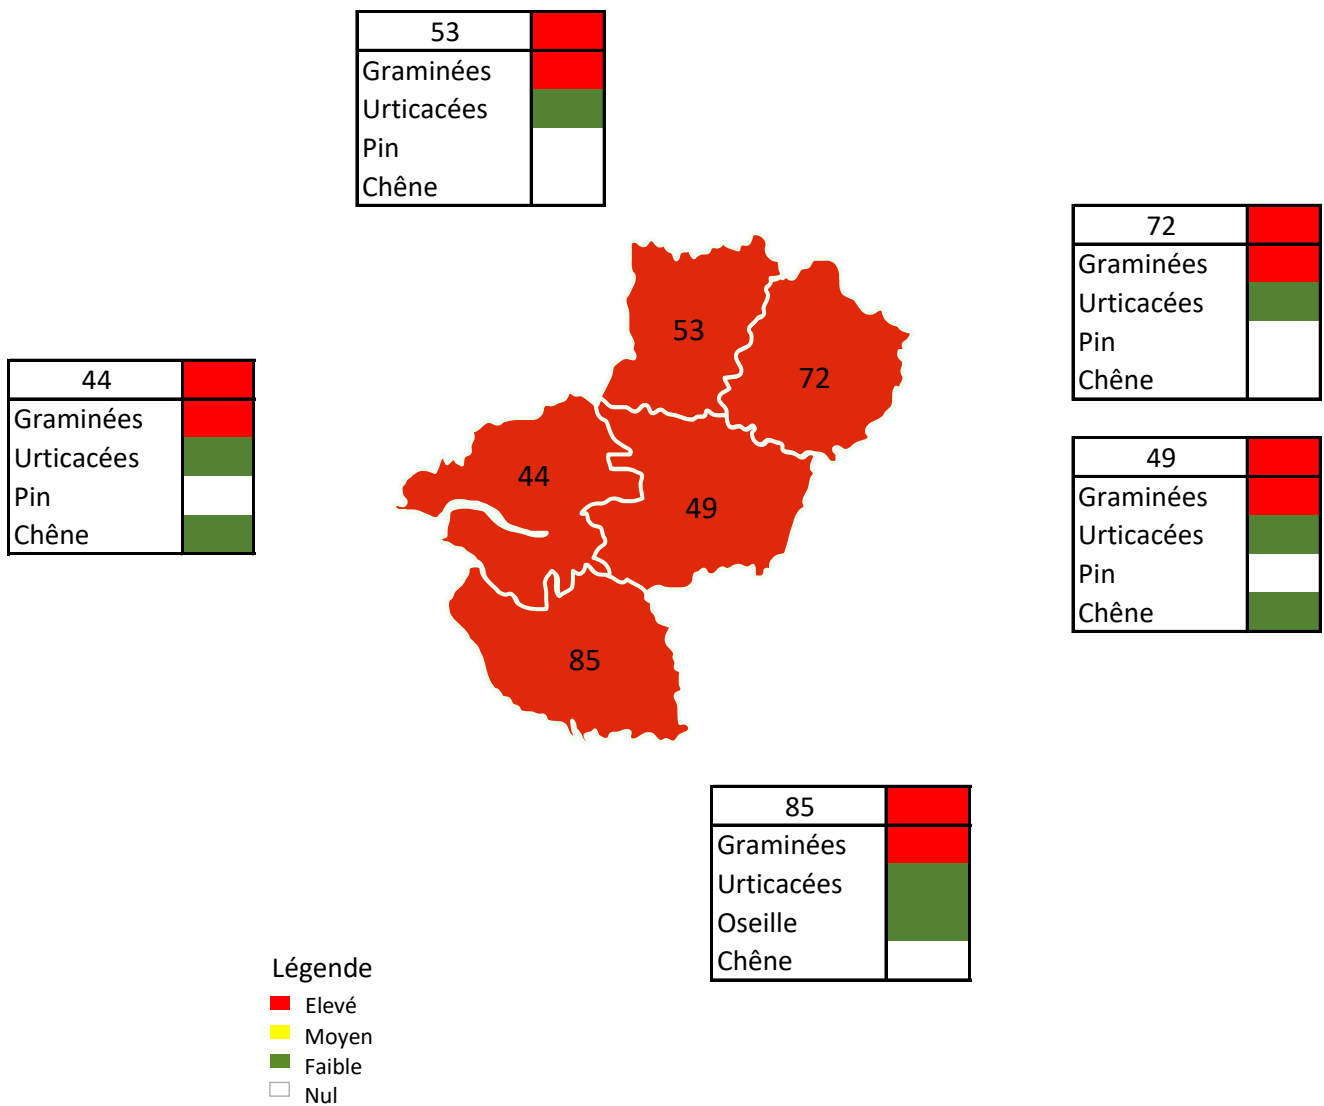 53
Graminées
Urticacées
Pin
Chêne
72
Graminées
Urticacées
Pin
Chêne
53
72
44
Graminées
Urticacées
Pin
Chêne
44
49
49
Graminées
Urticacées
Pin
Chêne
85
85
Graminées
Urticacées
Oseille
Chêne
Légende
Elevé
Moyen
Faible
Nul